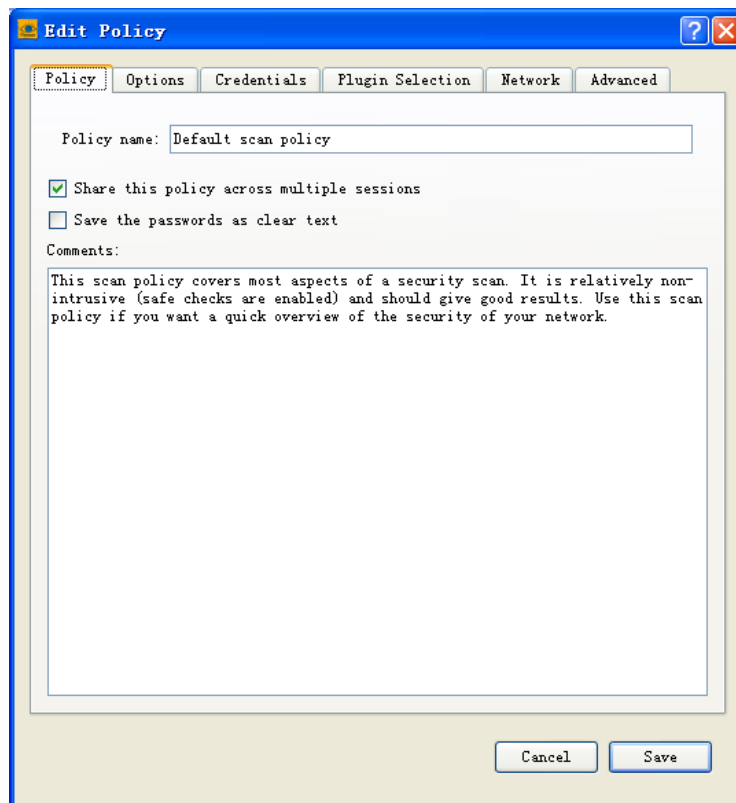 Edit Policy
Policy Options Credentials Plugin Selection Network Advanced
Policy name: Default scan policy
Share this policy across multiple sessions
Save the passwords as clear text
Comments:
This scan policy covers most aspects of a security scan. It is relatively non-
intrusive (safe checks are enabled) and should give good results. Use this scan
policy if you want a quick overview of the security of your network.
Cancel Save